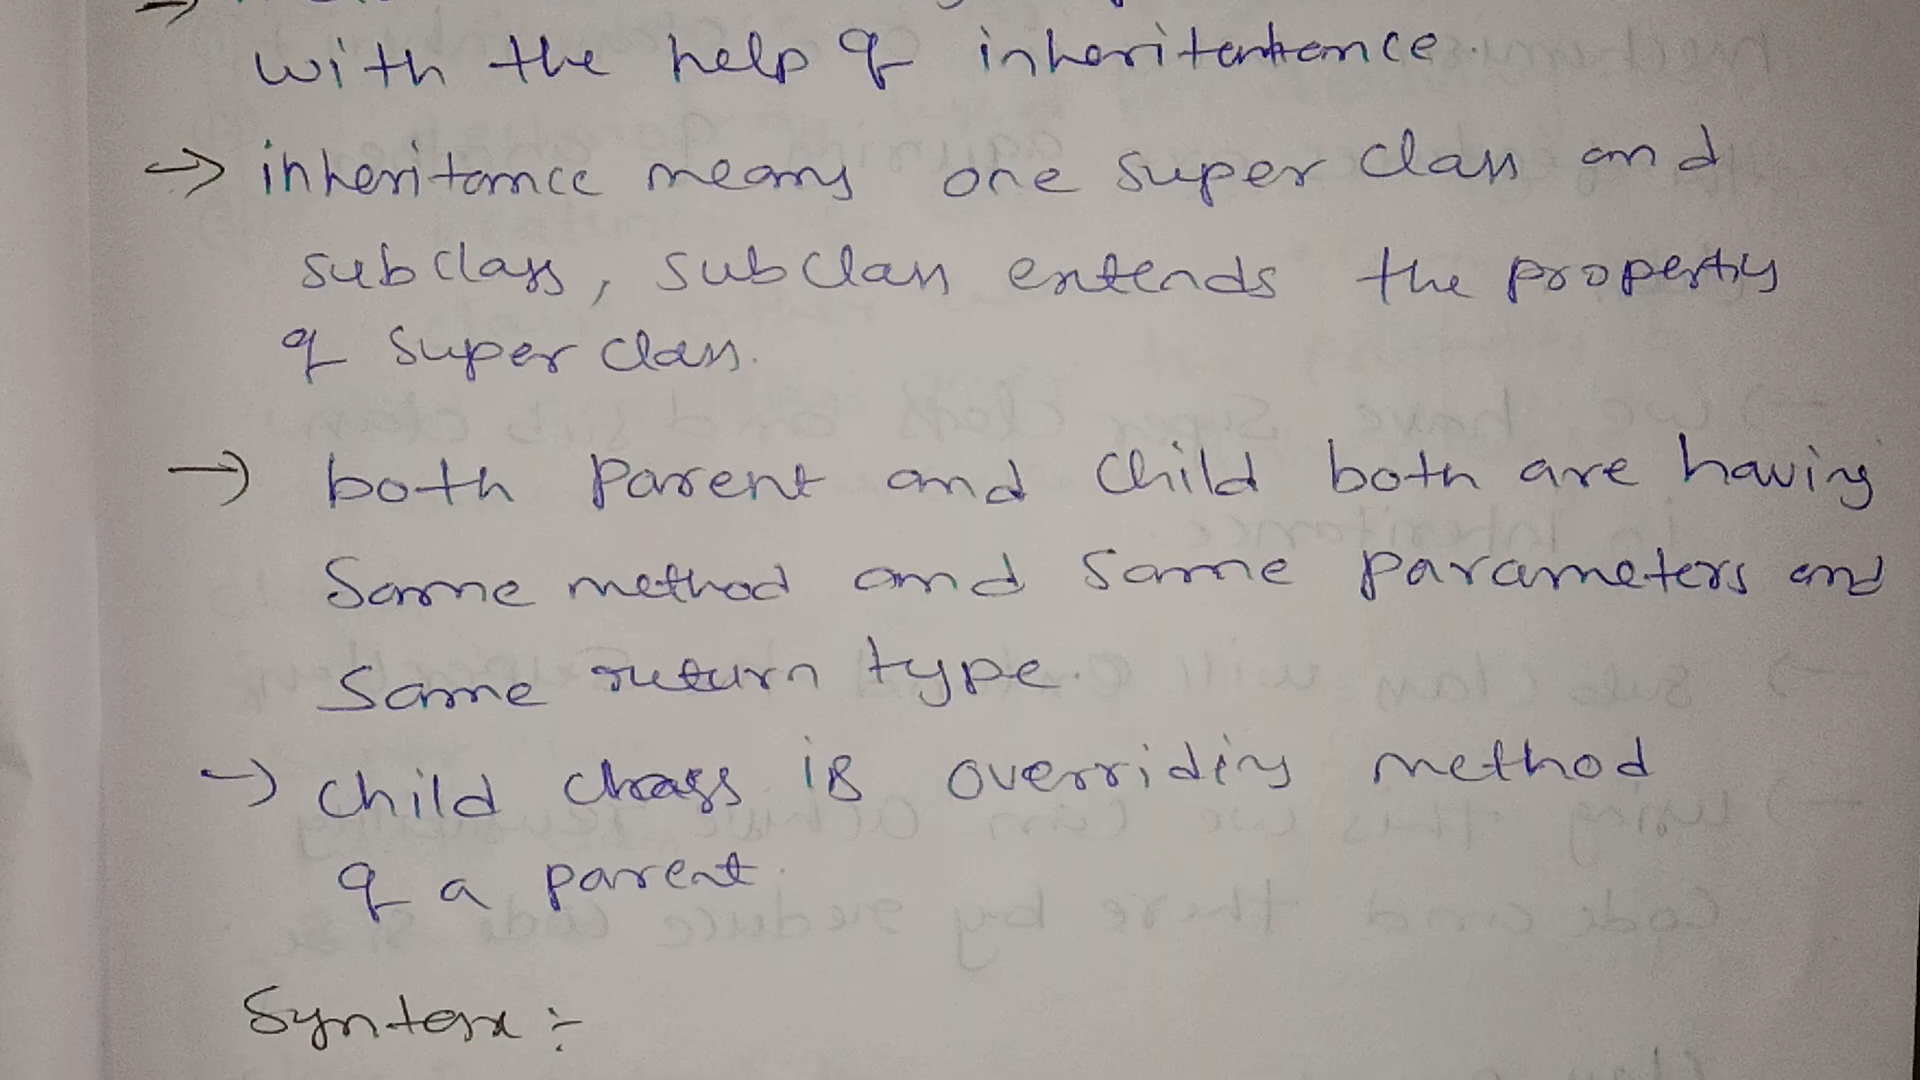 with the help of inheritentance.
→ inheritance means one super class and
subclass, subclass extends the property
of super class.
→ both parent and child both are having
Same method and same parameters and
same return type.
→ child class is overriding method
of a parent.
Syntax :-